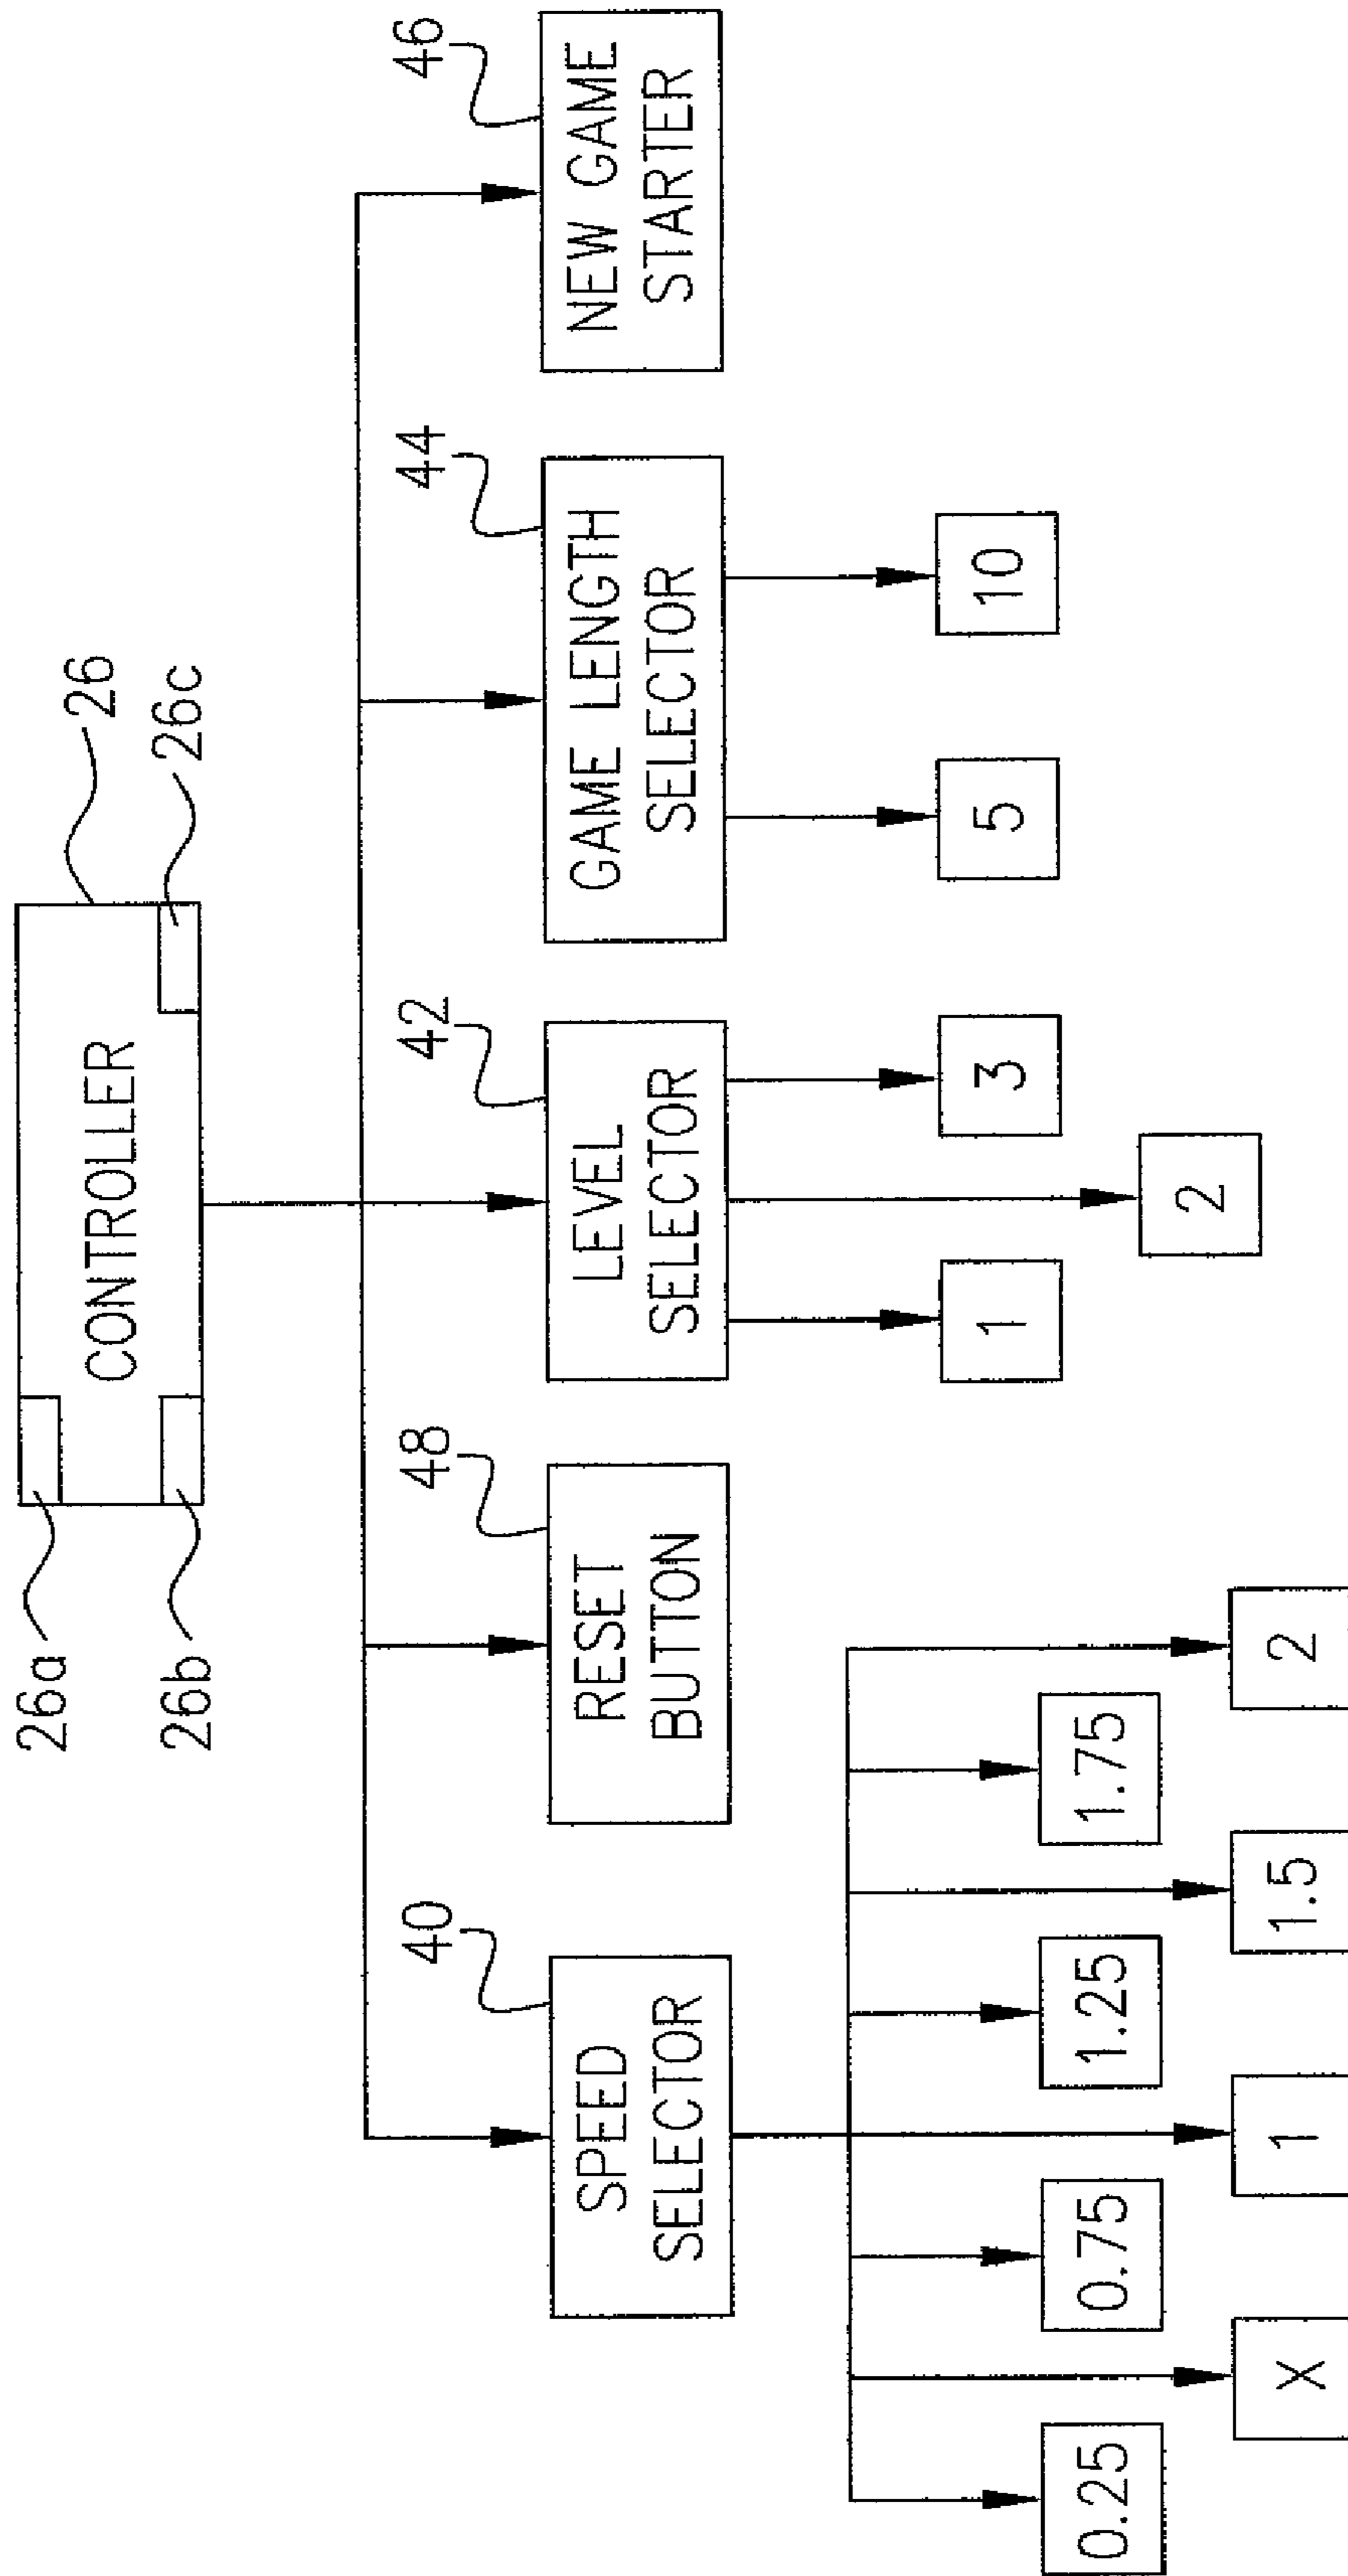 26a
26b
CONTROLLER
26
26c
40
SPEED
SELECTOR
48
RESET
BUTTON
42
LEVEL
SELECTOR
44
GAME LENGTH
SELECTOR
46
NEW GAME
STARTER
0.25
X
0.75
1
1.25
1.5
1.75
2
1
2
3
5
10